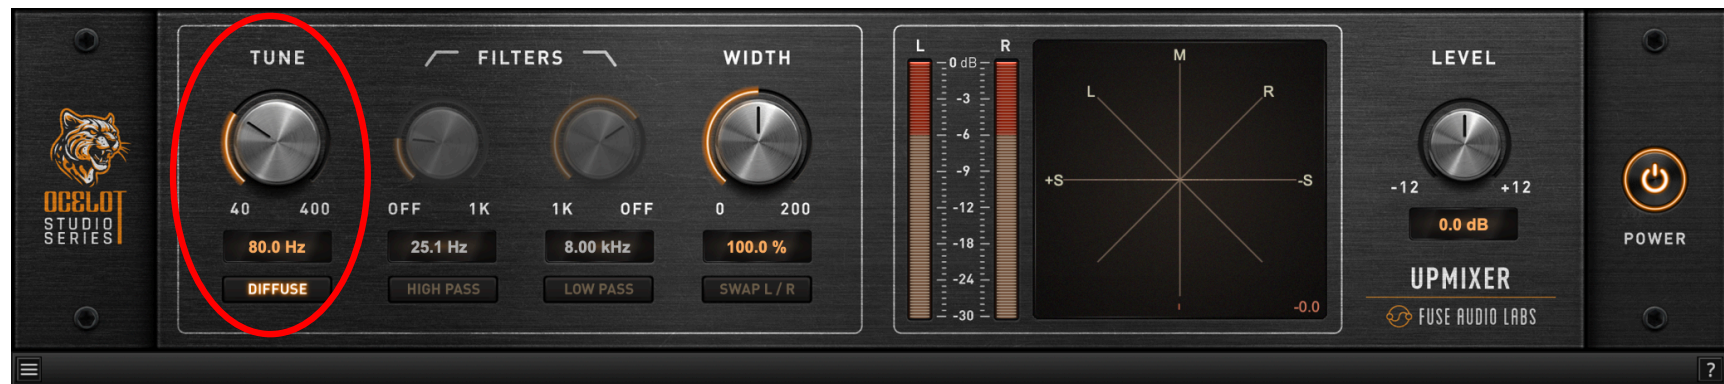 TUNE
40 400
80.0 Hz
DIFFUSE
FILTERS
OFF 1K
25.1 Hz
HIGH PASS
1K OFF
8.00 kHz
LOW PASS
WIDTH
0 200
100.0 %
SWAP L / R
L R
0 dB
-3
-6
-9
-12
-18
-24
-30
M
L R
+S -S
-0.0
LEVEL
-12 +12
0.0 dB
UPMIXER
FUSE AUDIO LABS
OCELOT
STUDIO
SERIES
POWER
?